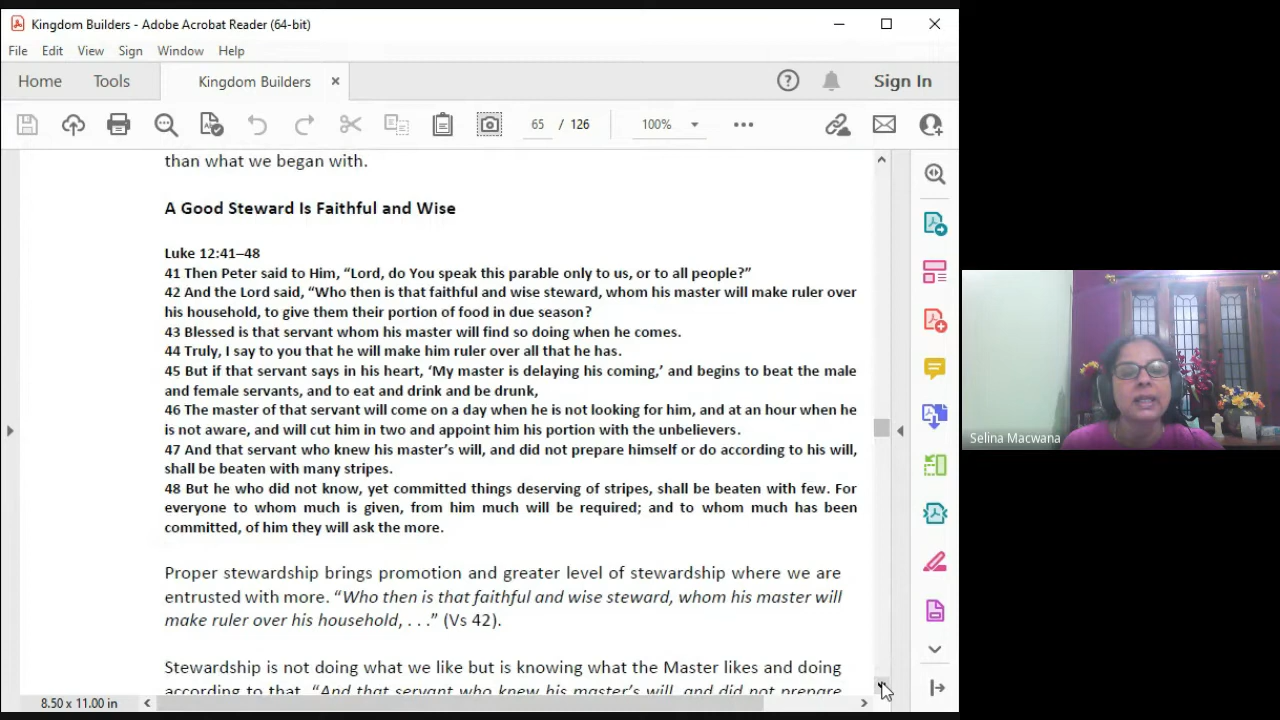 Kingdom Builders - Adobe Acrobat Reader (64-bit)
File Edit View Sign Window Help
Home Tools Kingdom Builders × Sign In
65 / 126 100%
than what we began with.
A Good Steward Is Faithful and Wise
Luke 12:41–48
41 Then Peter said to Him, “Lord, do You speak this parable only to us, or to all people?”
42 And the Lord said, “Who then is that faithful and wise steward, whom his master will make ruler over
his household, to give them their portion of food in due season?
43 Blessed is that servant whom his master will find so doing when he comes.
44 Truly, I say to you that he will make him ruler over all that he has.
45 But if that servant says in his heart, ‘My master is delaying his coming,’ and begins to beat the male
and female servants, and to eat and drink and be drunk,
46 The master of that servant will come on a day when he is not looking for him, and at an hour when he
is not aware, and will cut him in two and appoint him his portion with the unbelievers.
47 And that servant who knew his master’s will, and did not prepare himself or do according to his will,
shall be beaten with many stripes.
48 But he who did not know, yet committed things deserving of stripes, shall be beaten with few. For
everyone to whom much is given, from him much will be required; and to whom much has been
committed, of him they will ask the more.
Proper stewardship brings promotion and greater level of stewardship where we are
entrusted with more. “Who then is that faithful and wise steward, whom his master will
make ruler over his household, . . .” (Vs 42).
Stewardship is not doing what we like but is knowing what the Master likes and doing
according to that. “And that servant who knew his master’s will, and did not prepare
8.50 x 11.00 in
Selina Macwana